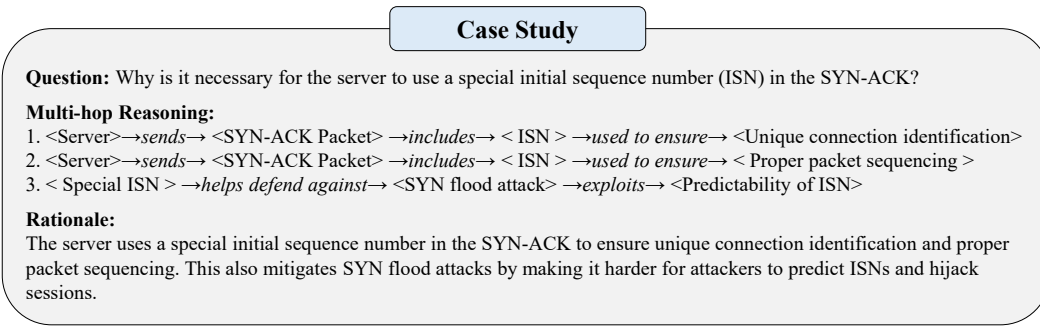 Case Study
Question: Why is it necessary for the server to use a special initial sequence number (ISN) in the SYN-ACK?
Multi-hop Reasoning:
1. <Server>→sends→ <SYN-ACK Packet> →includes→ < ISN > →used to ensure→ <Unique connection identification>
2. <Server>→sends→ <SYN-ACK Packet> →includes→ < ISN > →used to ensure→ < Proper packet sequencing >
3. < Special ISN > →helps defend against→ <SYN flood attack> →exploits→ <Predictability of ISN>
Rationale:
The server uses a special initial sequence number in the SYN-ACK to ensure unique connection identification and proper
packet sequencing. This also mitigates SYN flood attacks by making it harder for attackers to predict ISNs and hijack
sessions.